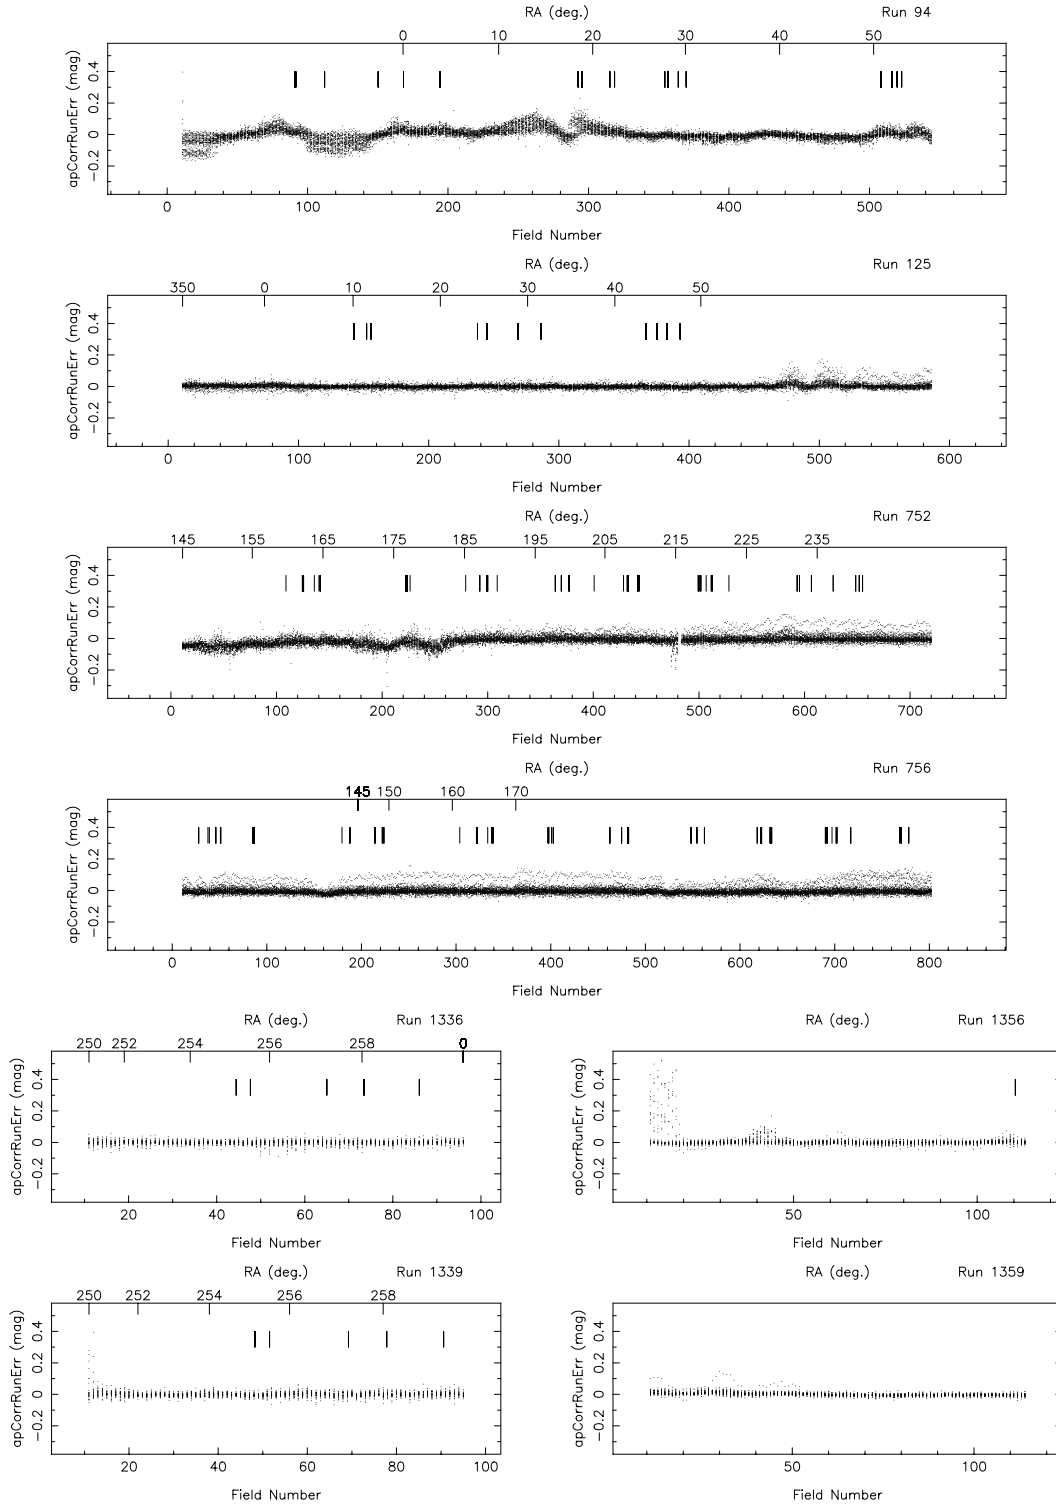 RA (deg.) Run 94
0 10 20 30 40 50
apCorrRunErr (mag)
0.4
0.2
0
−0.2
0 100 200 300 400 500
Field Number
RA (deg.) Run 125
350 0 10 20 30 40 50
apCorrRunErr (mag)
0.4
0.2
0
−0.2
0 100 200 300 400 500 600
Field Number
RA (deg.) Run 752
145 155 165 175 185 195 205 215 225 235
apCorrRunErr (mag)
0.4
0.2
0
−0.2
0 100 200 300 400 500 600 700
Field Number
RA (deg.) Run 756
145 150 160 170
apCorrRunErr (mag)
0.4
0.2
0
−0.2
0 100 200 300 400 500 600 700 800
Field Number
RA (deg.) Run 1336
250 252 254 256 258 0
apCorrRunErr (mag)
0.4
0.2
0
−0.2
20 40 60 80 100
Field Number
RA (deg.) Run 1356
apCorrRunErr (mag)
0.4
0.2
0
−0.2
50 100
Field Number
RA (deg.) Run 1339
250 252 254 256 258
apCorrRunErr (mag)
0.4
0.2
0
−0.2
20 40 60 80 100
Field Number
RA (deg.) Run 1359
apCorrRunErr (mag)
0.4
0.2
0
−0.2
50 100
Field Number